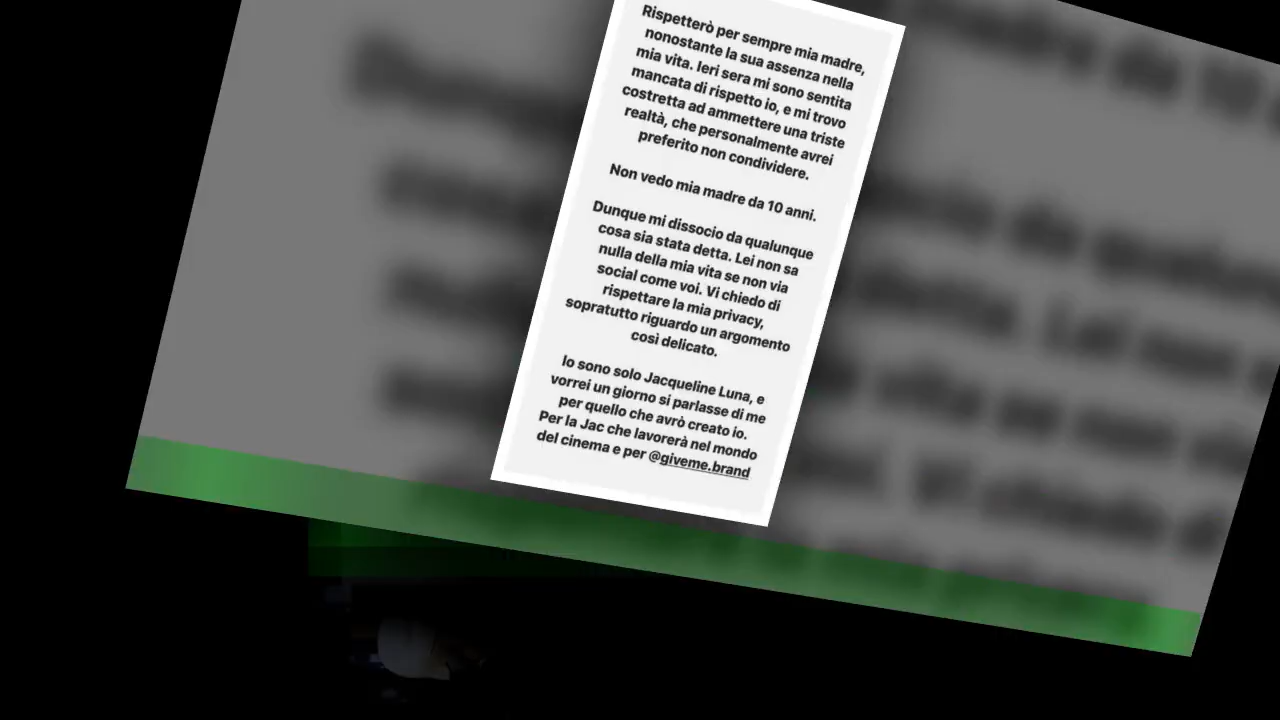 Rispetterò per sempre mia madre,
nonostante la sua assenza nella
mia vita. Ieri sera mi sono sentita
mancata di rispetto io, e mi trovo
costretta ad ammettere una triste
realtà, che personalmente avrei
preferito non condividere.
Non vedo mia madre da 10 anni.
Dunque mi dissocio da qualunque
cosa sia stata detta. Lei non sa
nulla della mia vita se non via
social come voi. Vi chiedo di
rispettare la mia privacy,
sopratutto riguardo un argomento
così delicato.
Io sono solo Jacqueline Luna, e
vorrei un giorno si parlasse di me
per quello che avrò creato io.
Per la Jac che lavorerà nel mondo
del cinema e per @giveme.brand